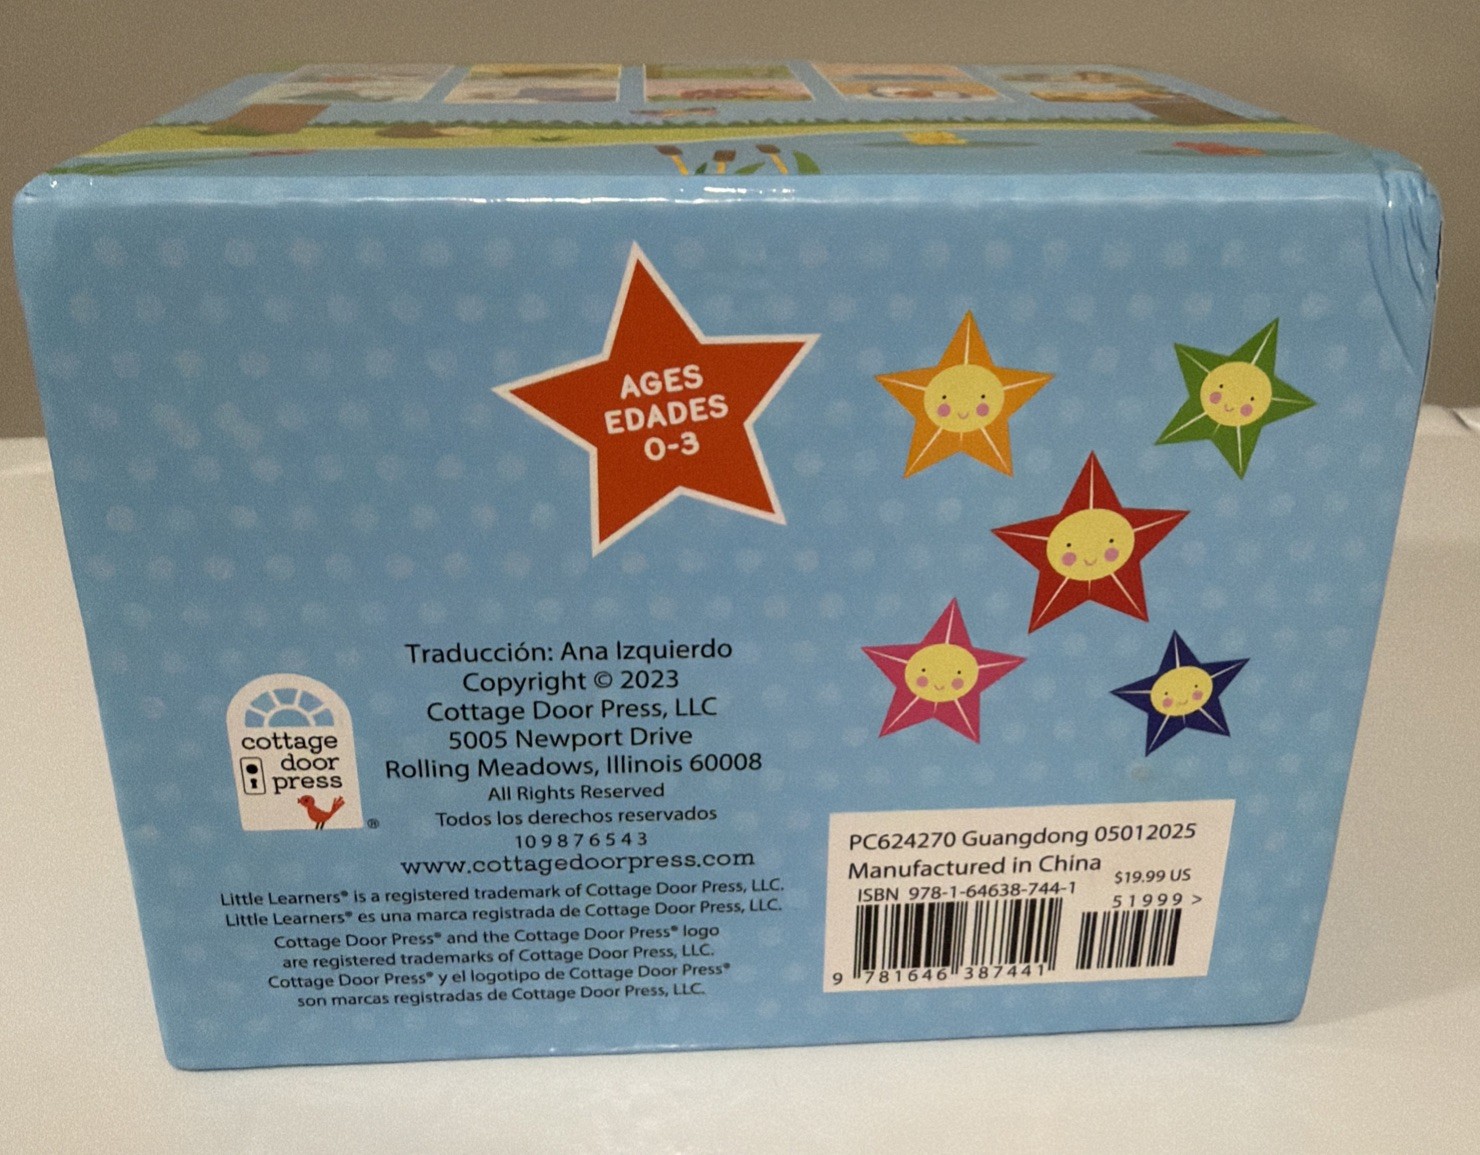 AGES
EDADES
0-3
Traducción: Ana Izquierdo
Copyright © 2023
Cottage Door Press, LLC
5005 Newport Drive
Rolling Meadows, Illinois 60008
All Rights Reserved
Todos los derechos reservados
10 9 8 7 6 5 4 3
www.cottagedoorpress.com
Little Learners® is a registered trademark of Cottage Door Press, LLC.
Little Learners® es una marca registrada de Cottage Door Press, LLC.
Cottage Door Press® and the Cottage Door Press® logo
are registered trademarks of Cottage Door Press, LLC.
Cottage Door Press® y el logotipo de Cottage Door Press®
son marcas registradas de Cottage Door Press, LLC.
cottage
door
press
®
PC624270 Guangdong 05012025
Manufactured in China
$19.99 US
ISBN 978-1-64638-744-1
51999 >
9 781646 387441